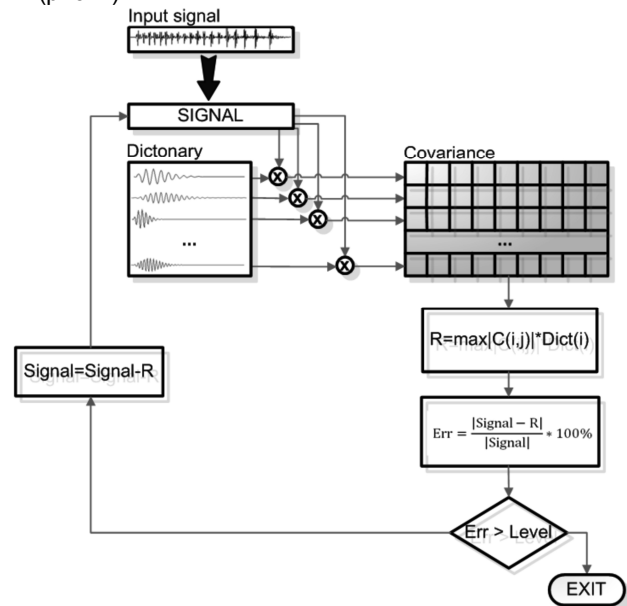 Input signal
SIGNAL
Dictonary
Covariance
X
X
X
X
...
...
R=max|C(i,j)|*Dict(i)
Signal=Signal-R
Err = |Signal − R| / |Signal| * 100%
Err > Level
EXIT